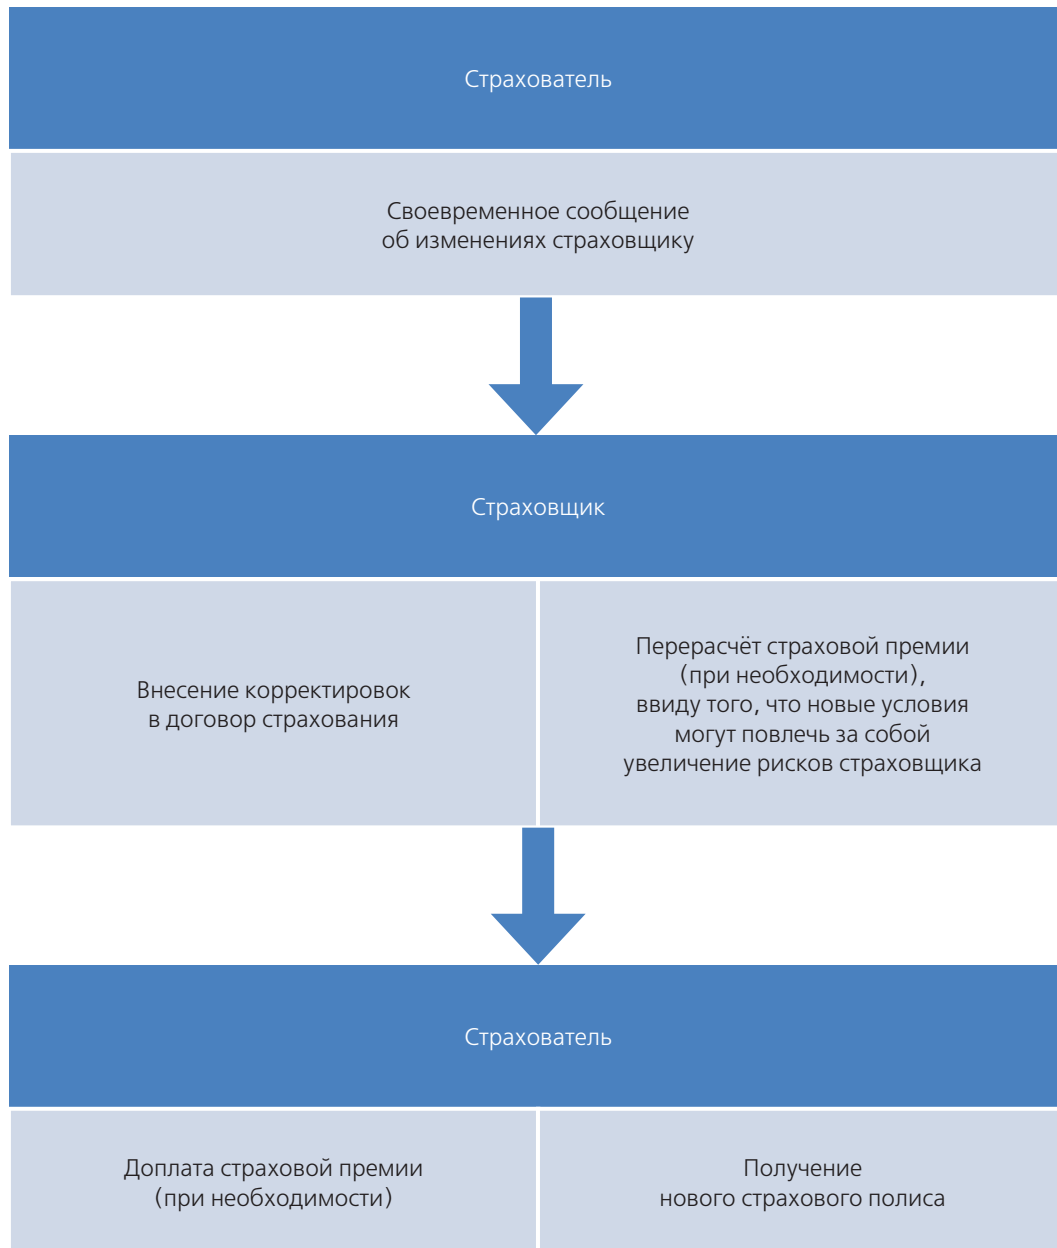 Страхователь
Своевременное сообщение
об изменениях страховщику
Страховщик
Внесение корректировок
в договор страхования
Перерасчёт страховой премии
(при необходимости),
ввиду того, что новые условия
могут повлечь за собой
увеличение рисков страховщика
Страхователь
Доплата страховой премии
(при необходимости)
Получение
нового страхового полиса